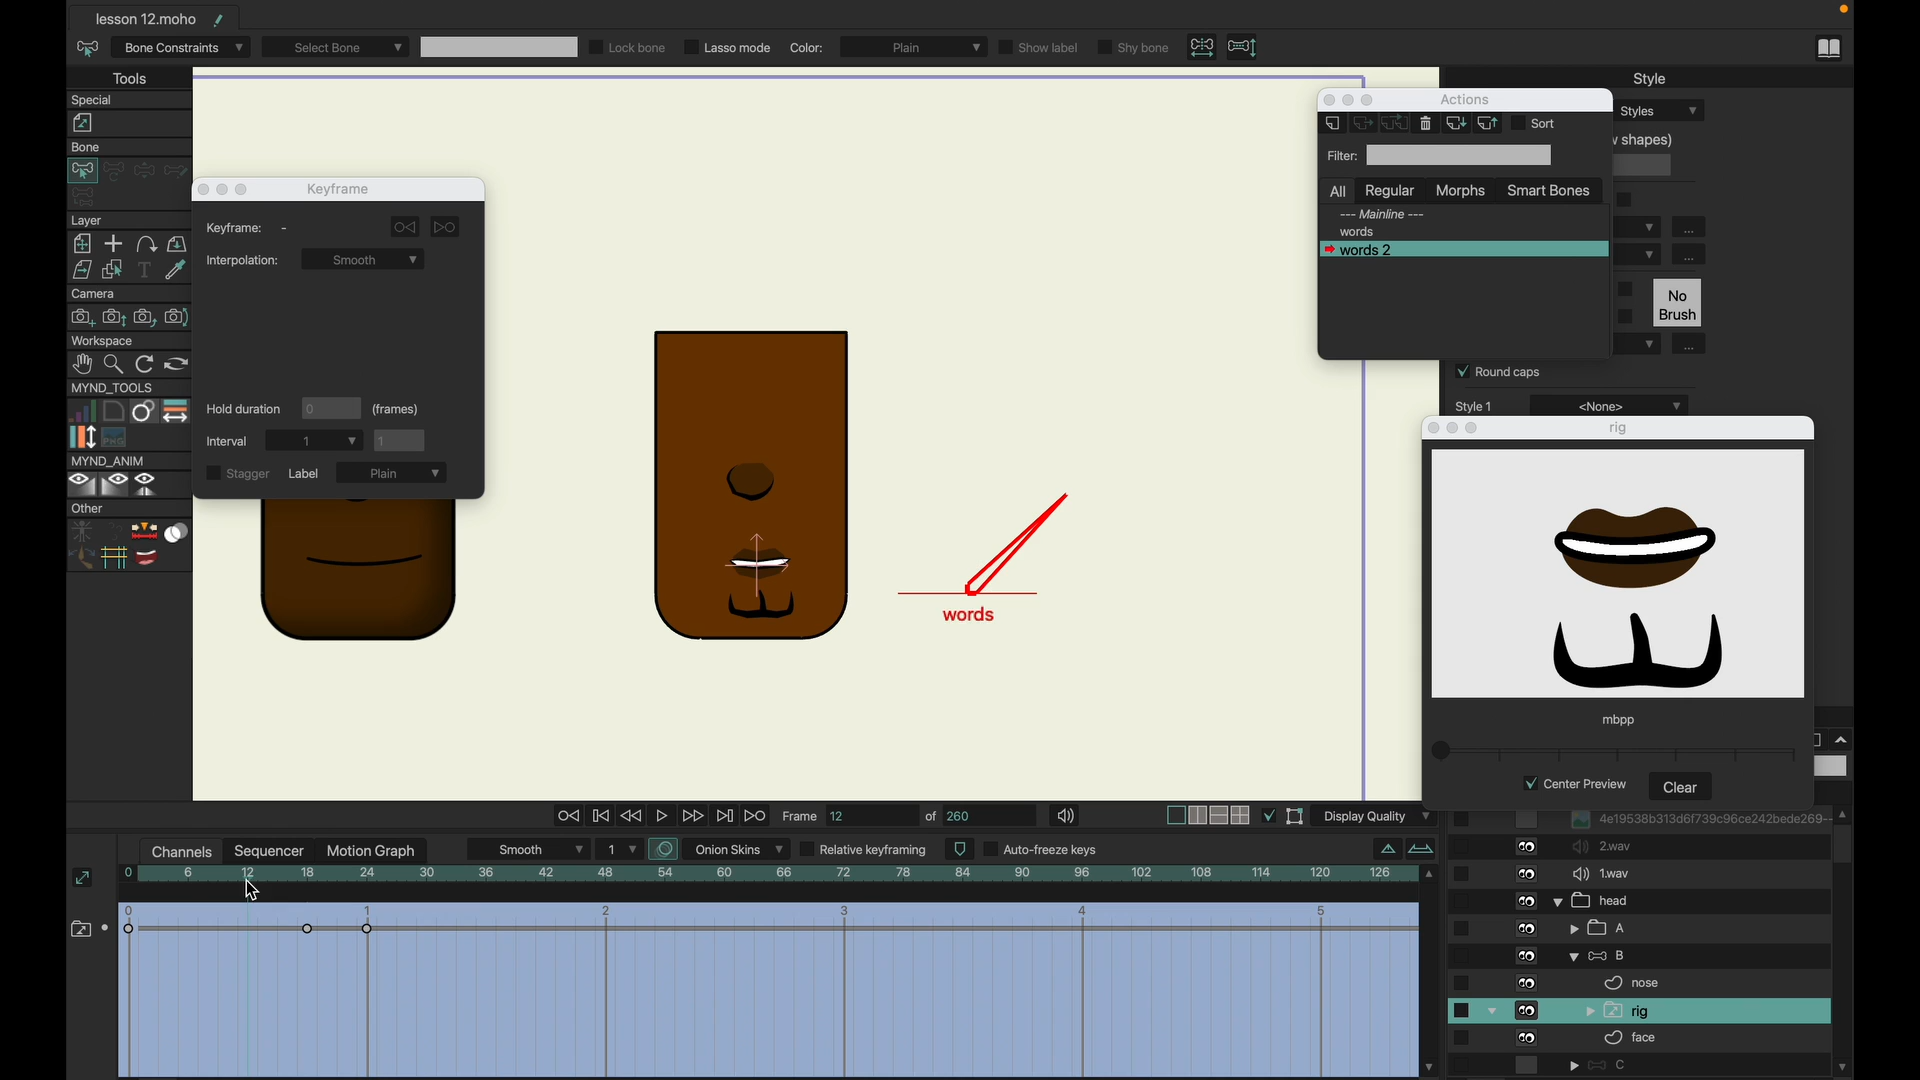 lesson 12.moho
Bone Constraints
Select Bone
Lock bone
Lasso mode
Color:
Plain
Show label
Shy bone
Tools
Special
Bone
Layer
Camera
Workspace
MYND_TOOLS
MYND_ANIM
Other
Keyframe
Keyframe: -
Interpolation: Smooth
Hold duration 0 (frames)
Interval 1 1
Stagger Label Plain
words
Style
Styles
w shapes)
No
Brush
Round caps
Style 1 <None>
Actions
Sort
Filter:
All Regular Morphs Smart Bones
--- Mainline ---
words
words 2
rig
mbpp
Center Preview
Clear
Frame 12 of 260
Display Quality
Channels Sequencer Motion Graph
Smooth 1 Onion Skins Relative keyframing Auto-freeze keys
0 6 12 18 24 30 36 42 48 54 60 66 72 78 84 90 96 102 108 114 120 126
0 1 2 3 4 5
4e19538b313d6f739c96ce242bede269--
2.wav
1.wav
head
A
B
nose
rig
face
C